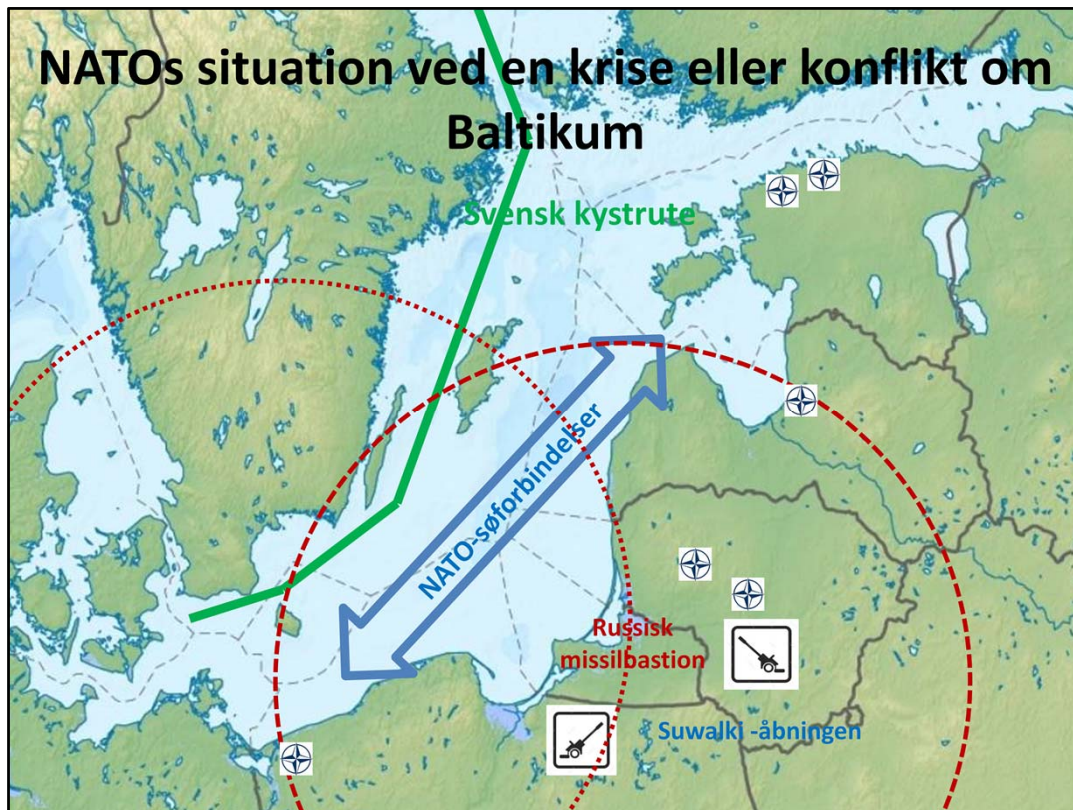 NATOs situation ved en krise eller konflikt om
Baltikum
Svensk kystrute
NATO-søforbindelser
Russisk
missilbastion
Suwalki -åbningen